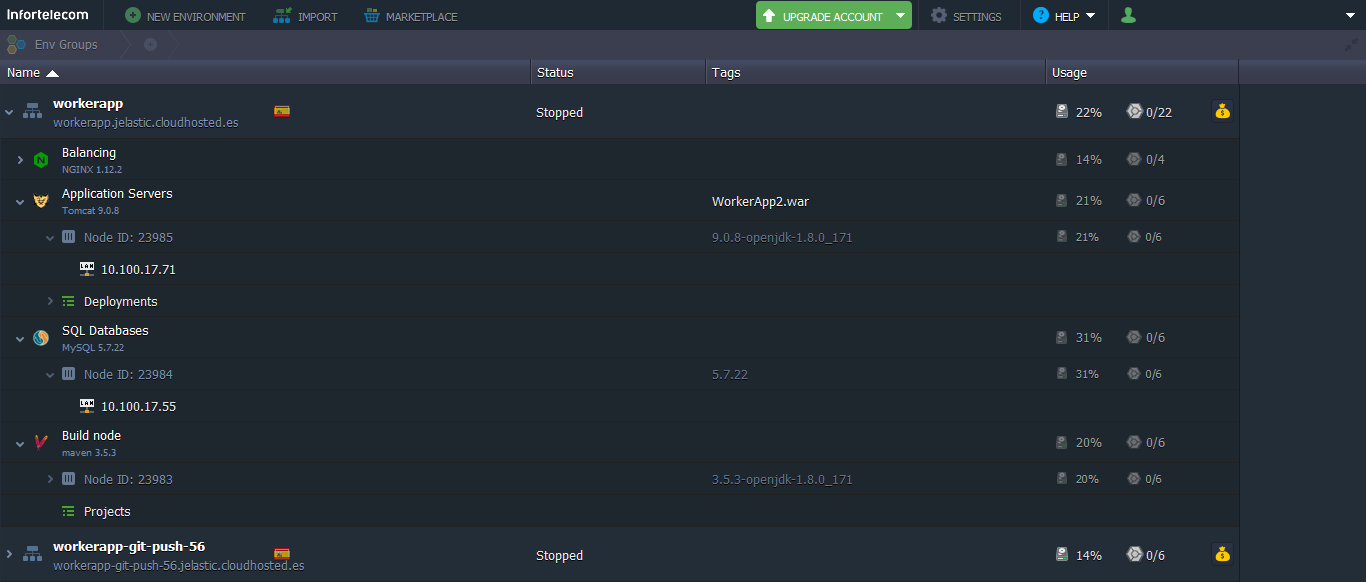 Infortelecom NEW ENVIRONMENT IMPORT MARKETPLACE UPGRADE ACCOUNT SETTINGS ? HELP
Env Groups
Name Status Tags Usage
workerapp
workerapp.jelastic.cloudhosted.es
Stopped 22% 0/22
Balancing
NGINX 1.12.2
14% 0/4
Application Servers
Tomcat 9.0.8
WorkerApp2.war 21% 0/6
Node ID: 23985 9.0.8-openjdk-1.8.0_171 21% 0/6
LAN 10.100.17.71
Deployments
SQL Databases
MySQL 5.7.22
31% 0/6
Node ID: 23984 5.7.22 31% 0/6
LAN 10.100.17.55
Build node
maven 3.5.3
20% 0/6
Node ID: 23983 3.5.3-openjdk-1.8.0_171 20% 0/6
Projects
workerapp-git-push-56
workerapp-git-push-56.jelastic.cloudhosted.es
Stopped 14% 0/6